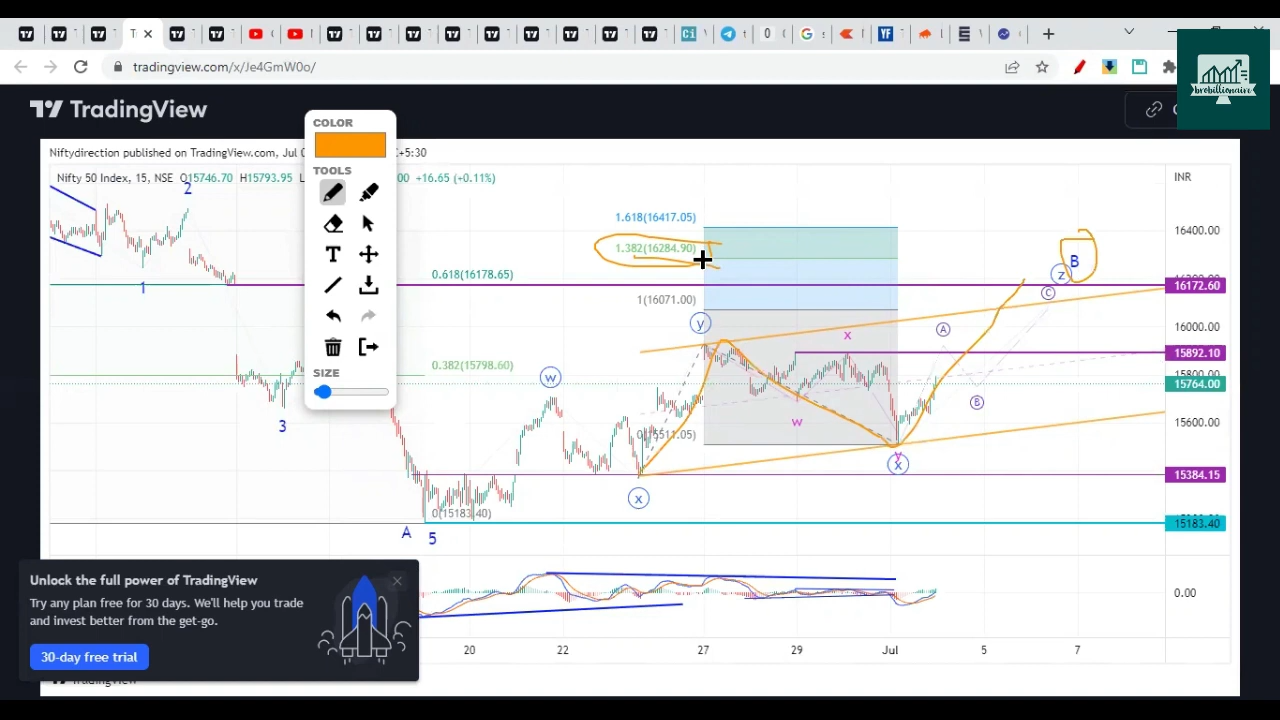 tradingview.com/x/Je4GmW0o/
brobillionaire
TradingView
COLOR
TOOLS
T
SIZE
Niftydirection published on TradingView.com, Jul
+5:30
Nifty 50 Index, 15, NSE O15746.70 H15793.95
+16.65 (+0.11%)
INR
2
1
3
A
5
w
x
y
x
w
y
x
A
B
C
z
B
1.618(16417.05)
1.382(16284.90)
0.618(16178.65)
1(16071.00)
0.382(15798.60)
0(15511.05)
0(15183.40)
16400.00
16172.60
16000.00
15892.10
15764.00
15600.00
15384.15
15183.40
0.00
20
22
27
29
Jul
5
7
Unlock the full power of TradingView
Try any plan free for 30 days. We'll help you trade
and invest better from the get-go.
30-day free trial